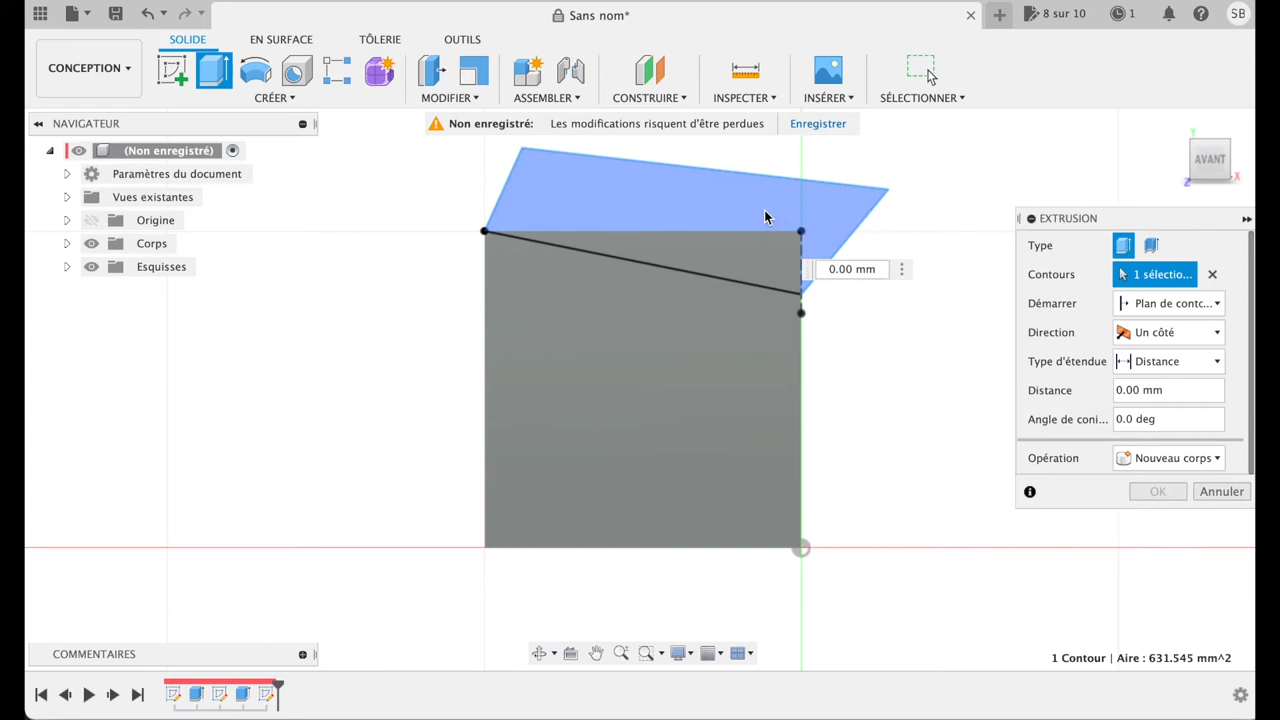 Sans nom*
8 sur 10
1
SB
CONCEPTION
SOLIDE
EN SURFACE
TÔLERIE
OUTILS
CRÉER
MODIFIER
ASSEMBLER
CONSTRUIRE
INSPECTER
INSÉRER
SÉLECTIONNER
NAVIGATEUR
Non enregistré: Les modifications risquent d'être perdues Enregistrer
(Non enregistré)
Paramètres du document
Vues existantes
Origine
Corps
Esquisses
AVANT
Y
X
Z
0.00 mm
EXTRUSION
Type
Contours 1 sélectio...
Démarrer Plan de contc...
Direction Un côté
Type d'étendue Distance
Distance 0.00 mm
Angle de coni... 0.0 deg
Opération Nouveau corps
OK Annuler
COMMENTAIRES
1 Contour | Aire : 631.545 mm^2